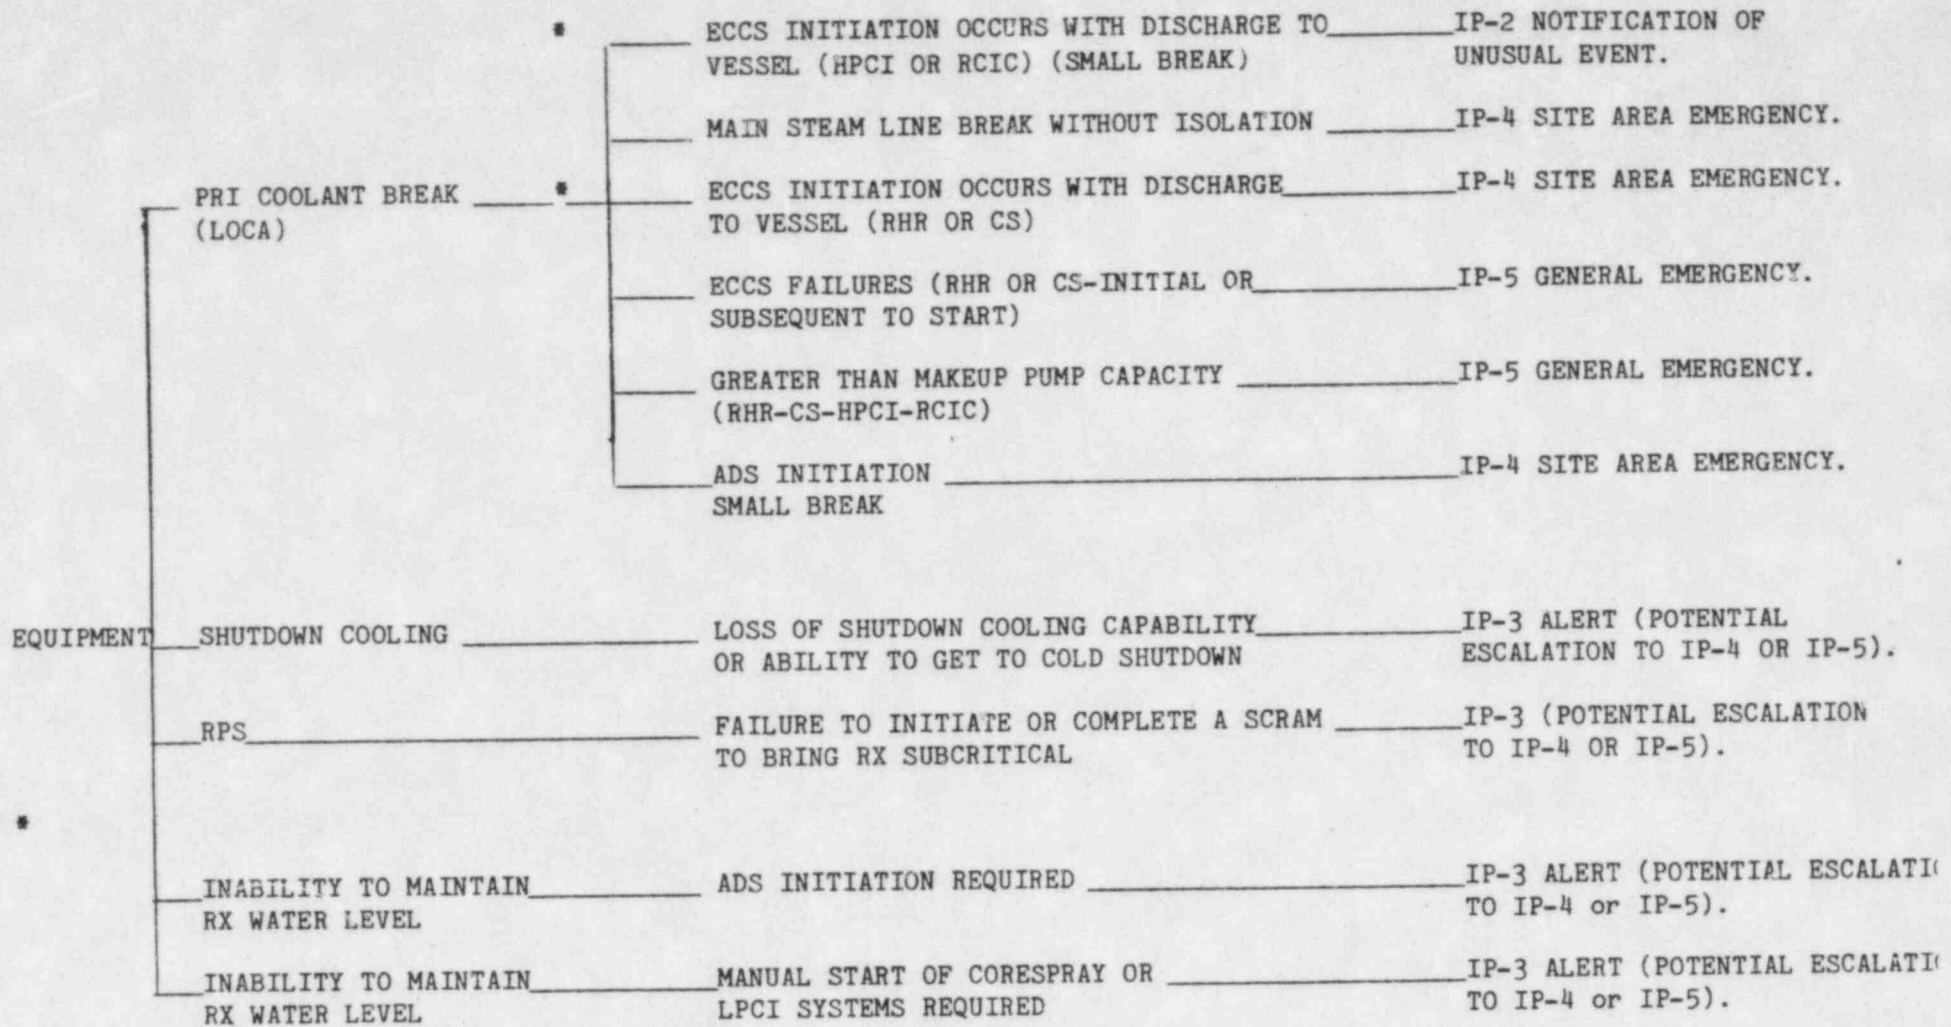 * ECCS INITIATION OCCURS WITH DISCHARGE TO IP-2 NOTIFICATION OF
VESSEL (HPCI OR RCIC) (SMALL BREAK) UNUSUAL EVENT.
MAIN STEAM LINE BREAK WITHOUT ISOLATION IP-4 SITE AREA EMERGENCY.
PRI COOLANT BREAK * ECCS INITIATION OCCURS WITH DISCHARGE IP-4 SITE AREA EMERGENCY.
(LOCA) TO VESSEL (RHR OR CS)
ECCS FAILURES (RHR OR CS-INITIAL OR IP-5 GENERAL EMERGENCY.
SUBSEQUENT TO START)
GREATER THAN MAKEUP PUMP CAPACITY IP-5 GENERAL EMERGENCY.
(RHR-CS-HPCI-RCIC)
ADS INITIATION IP-4 SITE AREA EMERGENCY.
SMALL BREAK
EQUIPMENT SHUTDOWN COOLING LOSS OF SHUTDOWN COOLING CAPABILITY IP-3 ALERT (POTENTIAL
OR ABILITY TO GET TO COLD SHUTDOWN ESCALATION TO IP-4 OR IP-5).
RPS FAILURE TO INITIATE OR COMPLETE A SCRAM IP-3 (POTENTIAL ESCALATION
TO BRING RX SUBCRITICAL TO IP-4 OR IP-5).
*
INABILITY TO MAINTAIN ADS INITIATION REQUIRED IP-3 ALERT (POTENTIAL ESCALATI
RX WATER LEVEL TO IP-4 or IP-5).
INABILITY TO MAINTAIN MANUAL START OF CORESPRAY OR IP-3 ALERT (POTENTIAL ESCALATI
RX WATER LEVEL LPCI SYSTEMS REQUIRED TO IP-4 or IP-5).